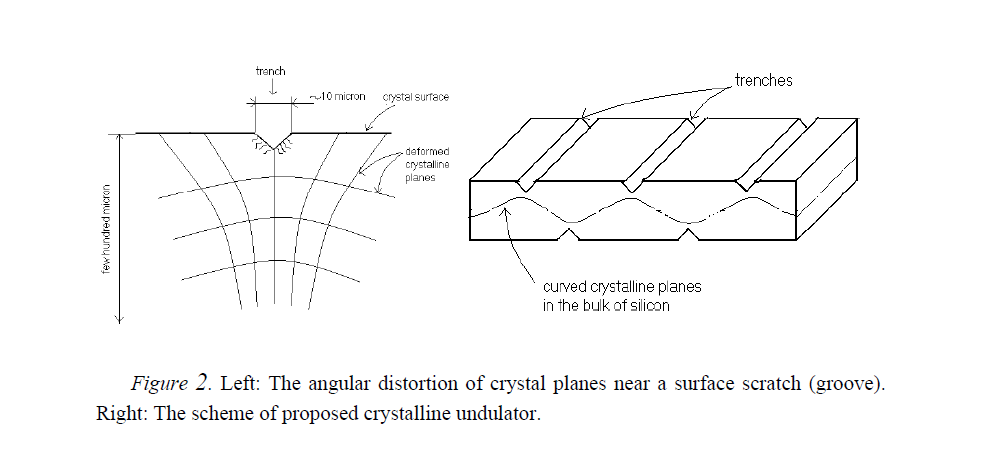 trench
~10 micron
crystal surface
deformed
crystalline
planes
few hundred micron
trenches
curved crystalline planes
in the bulk of silicon
Figure 2. Left: The angular distortion of crystal planes near a surface scratch (groove).
Right: The scheme of proposed crystalline undulator.